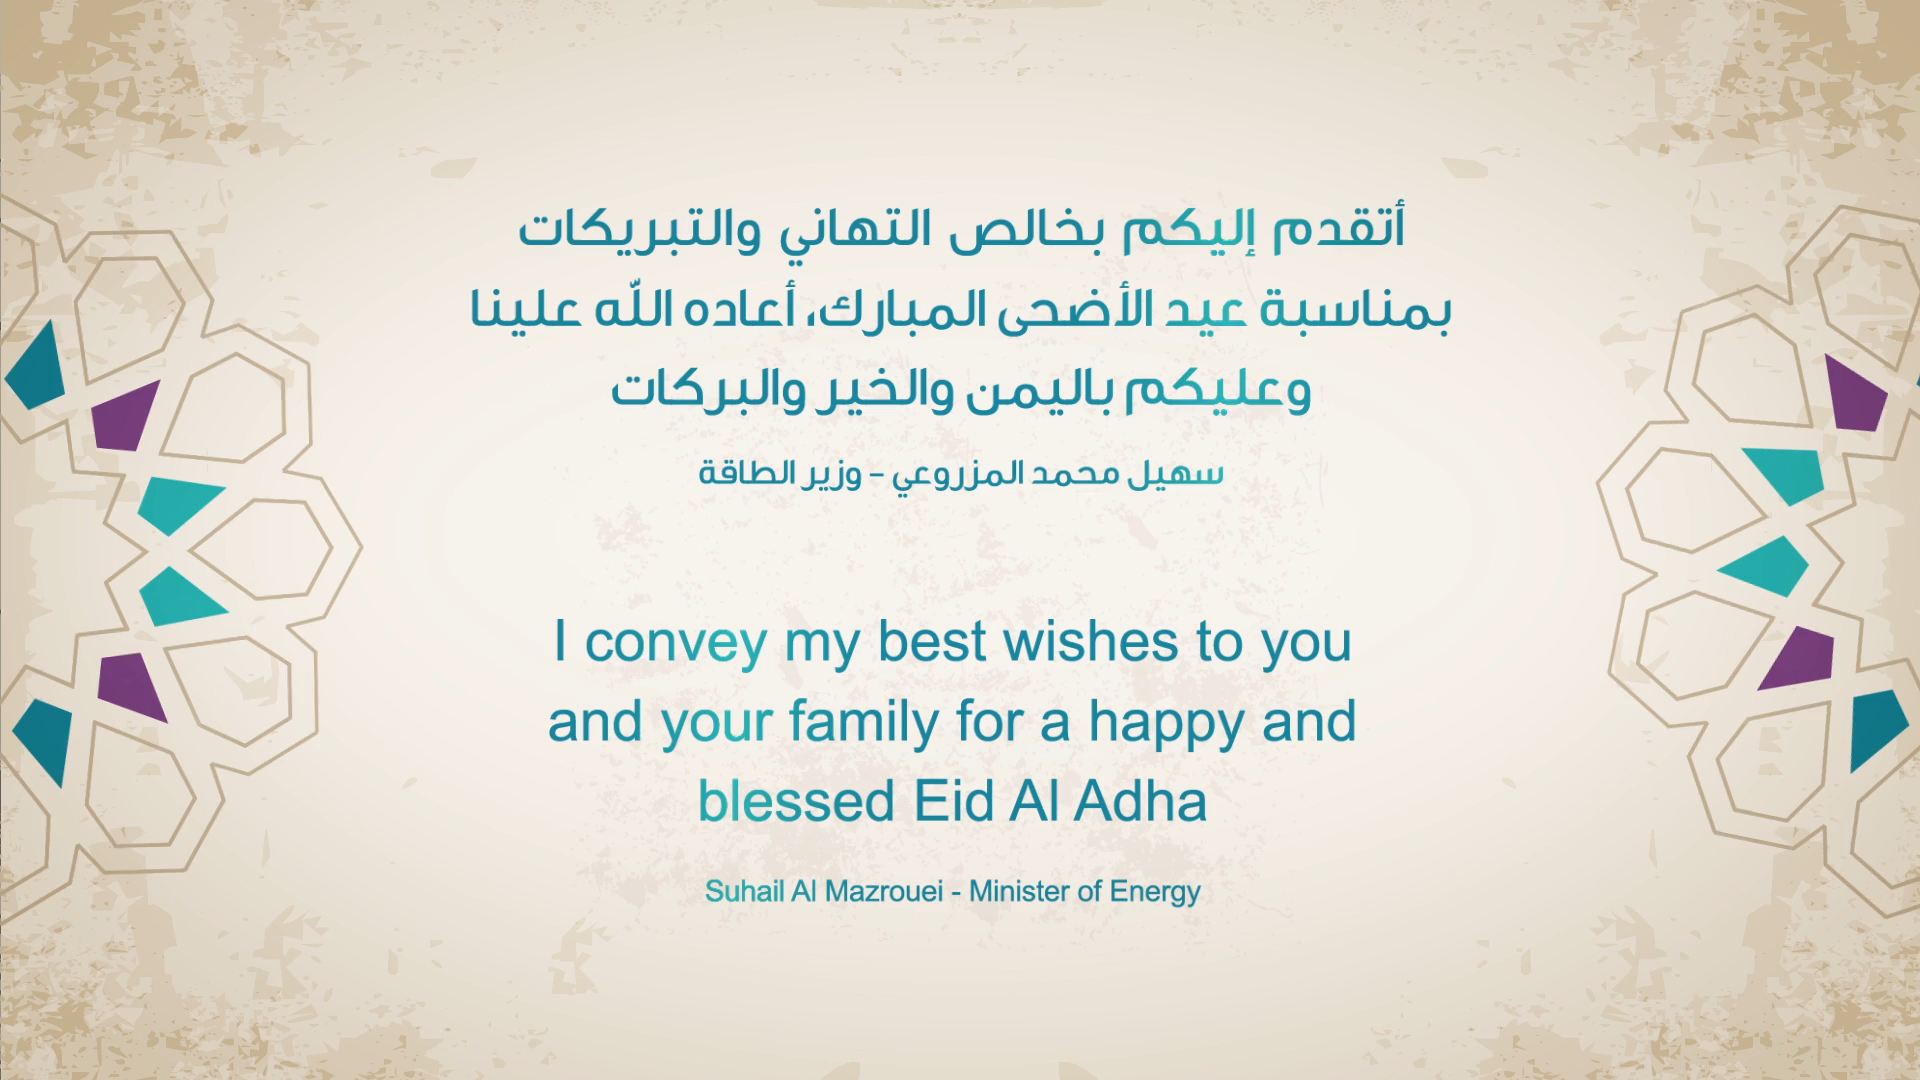 أتقدم إليكم بخالص التهاني والتبريكات
بمناسبة عيد الأضحى المبارك، أعاده الله علينا
وعليكم باليمن والخير والبركات
سهيل محمد المزروعي - وزير الطاقة
I convey my best wishes to you
and your family for a happy and
blessed Eid Al Adha
Suhail Al Mazrouei - Minister of Energy